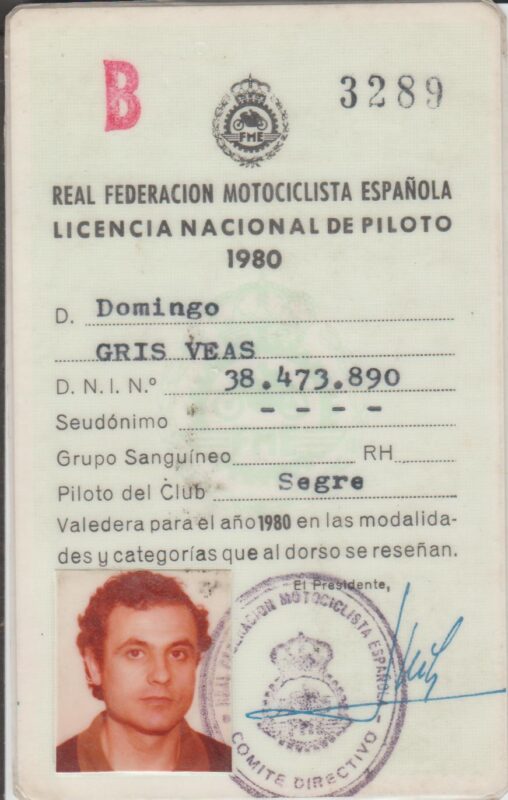 B
3289
FME
REAL FEDERACION MOTOCICLISTA ESPAÑOLA
LICENCIA NACIONAL DE PILOTO
1980
D. Domingo
GRIS VEAS
D. N. I. N.º 38.473.890
Seudónimo - - - -
Grupo Sanguíneo RH
Piloto del Club Segre
Valedera para el año 1980 en las modalida-
des y categorías que al dorso se reseñan.
El Presidente,
REAL FEDERACION MOTOCICLISTA ESPAÑOLA
COMITE DIRECTIVO